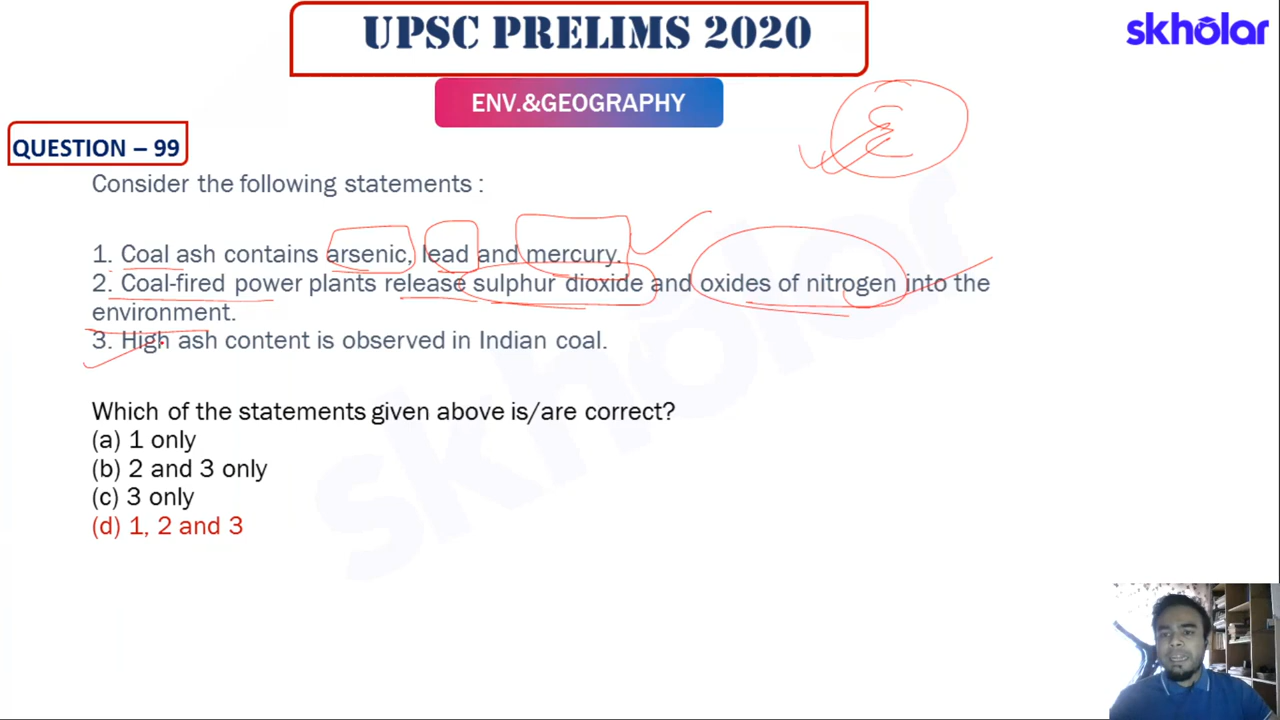 UPSC PRELIMS 2020
skholar
ENV.&GEOGRAPHY
QUESTION – 99
Consider the following statements :
1. Coal ash contains arsenic, lead and mercury.
2. Coal-fired power plants release sulphur dioxide and oxides of nitrogen into the
environment.
3. High ash content is observed in Indian coal.
Which of the statements given above is/are correct?
(a) 1 only
(b) 2 and 3 only
(c) 3 only
(d) 1, 2 and 3
skholar